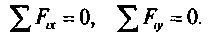 ∑ F_{ix} = 0, ∑ F_{iy} = 0.